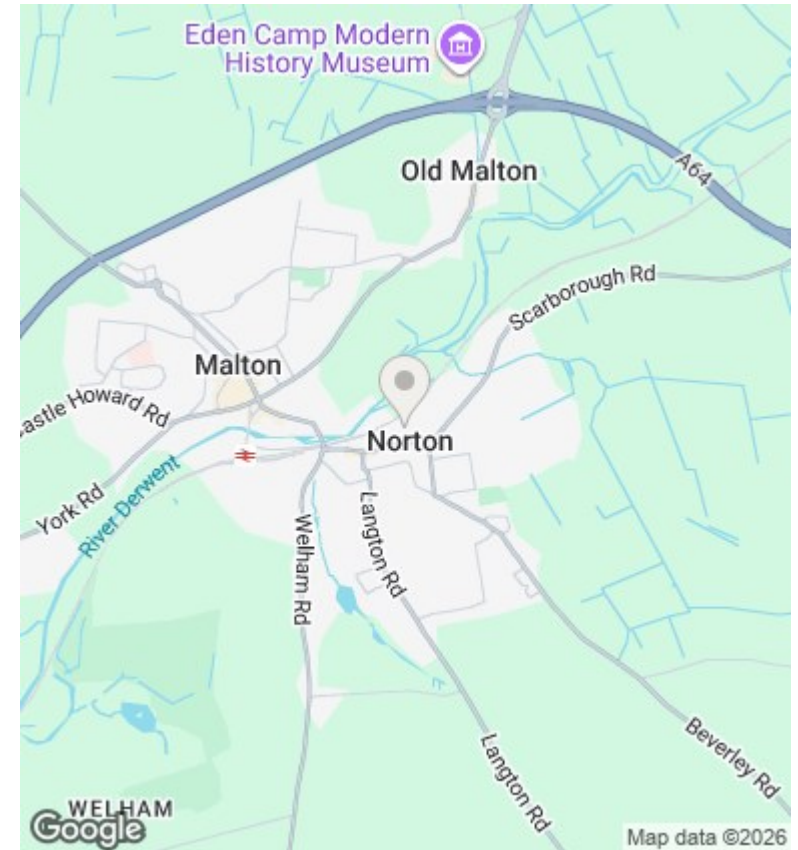 Eden Camp Modern
History Museum
Old Malton
A64
Scarborough Rd
Malton
Castle Howard Rd
Norton
York Rd
River Derwent
Welham Rd
Langton Rd
Langton Rd
Beverley Rd
WELHAM
Google
Map data ©2026